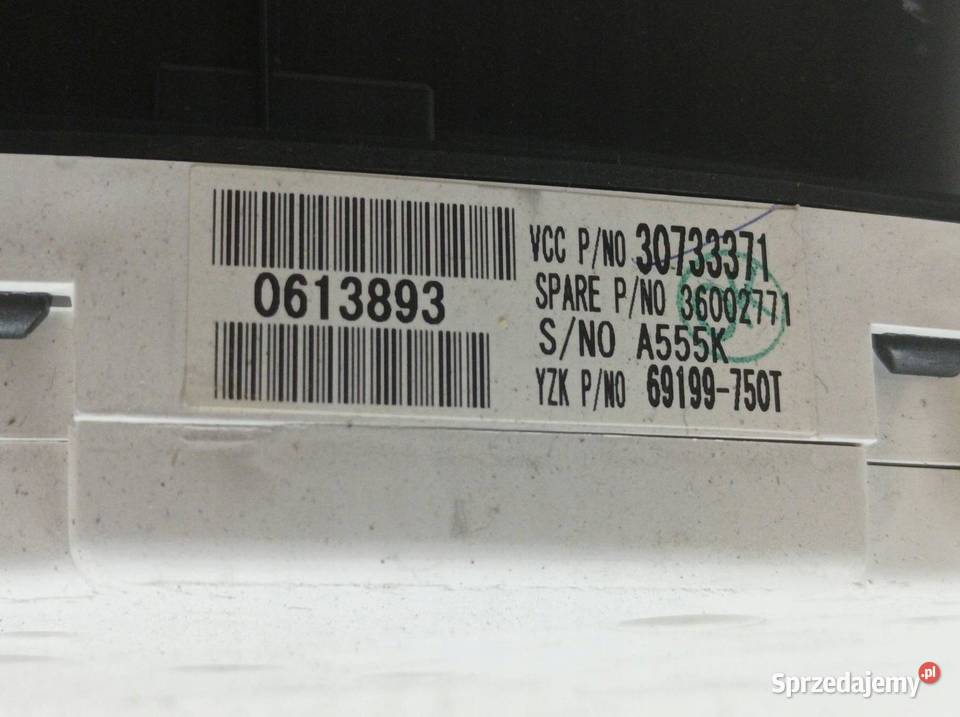 0613893
VCC P/NO 30733371
SPARE P/NO 36002771
S/NO A555K
YZK P/NO 69199-750T
Sprzedajemy.pl